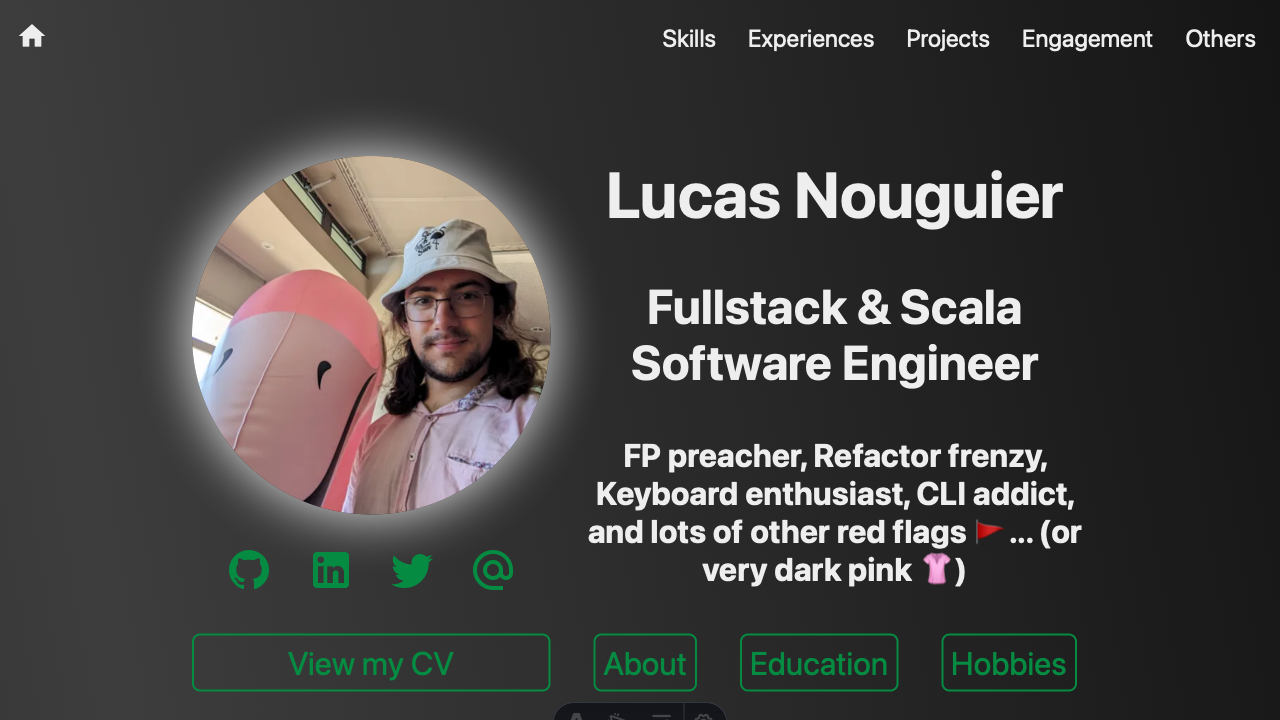 Skills Experiences Projects Engagement Others
Lucas Nouguier
Fullstack & Scala
Software Engineer
FP preacher, Refactor frenzy,
Keyboard enthusiast, CLI addict,
and lots of other red flags 🚩... (or
very dark pink 👚)
View my CV About Education Hobbies